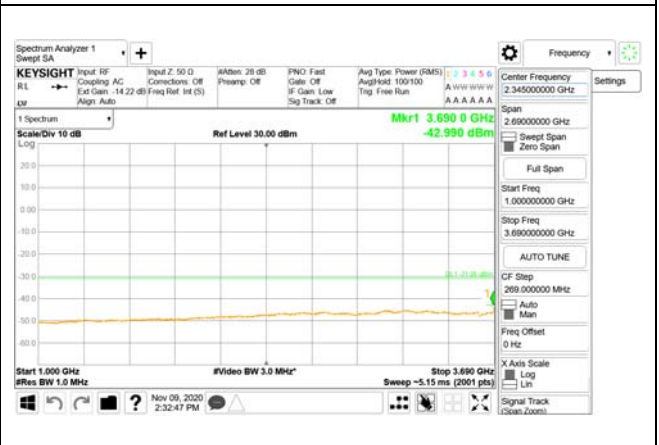 Spectrum Analyzer 1
Swept SA
Frequency
KEYSIGHT
RL
Input: RF
Coupling: AC
Ext Gain: -14.22 dB
Align: Auto
Input Z: 50 Ω
Corrections: Off
Freq Ref: Int (S)
#Atten: 28 dB
Preamp: Off
PNO: Fast
Gate: Off
IF Gain: Low
Sig Track: Off
Avg Type: Power (RMS)
Avg|Hold: 100/100
Trig: Free Run
1 2 3 4 5 6
A W W W W W
A A A A A A
1 Spectrum
Scale/Div 10 dB
Ref Level 30.00 dBm
Mkr1 3.690 0 GHz
-42.990 dBm
Log
20.0
10.0
0.00
-10.0
-20.0
-30.0
-40.0
-50.0
-60.0
1
Start 1.000 GHz
#Video BW 3.0 MHz*
Stop 3.690 GHz
#Res BW 1.0 MHz
Sweep ~5.15 ms (2001 pts)
Nov 09, 2020
2:32:47 PM
Center Frequency
2.345000000 GHz
Settings
Span
2.69000000 GHz
Swept Span
Zero Span
Full Span
Start Freq
1.000000000 GHz
Stop Freq
3.690000000 GHz
AUTO TUNE
CF Step
269.000000 MHz
Auto
Man
Freq Offset
0 Hz
X Axis Scale
Log
Lin
Signal Track
(Span Zoom)